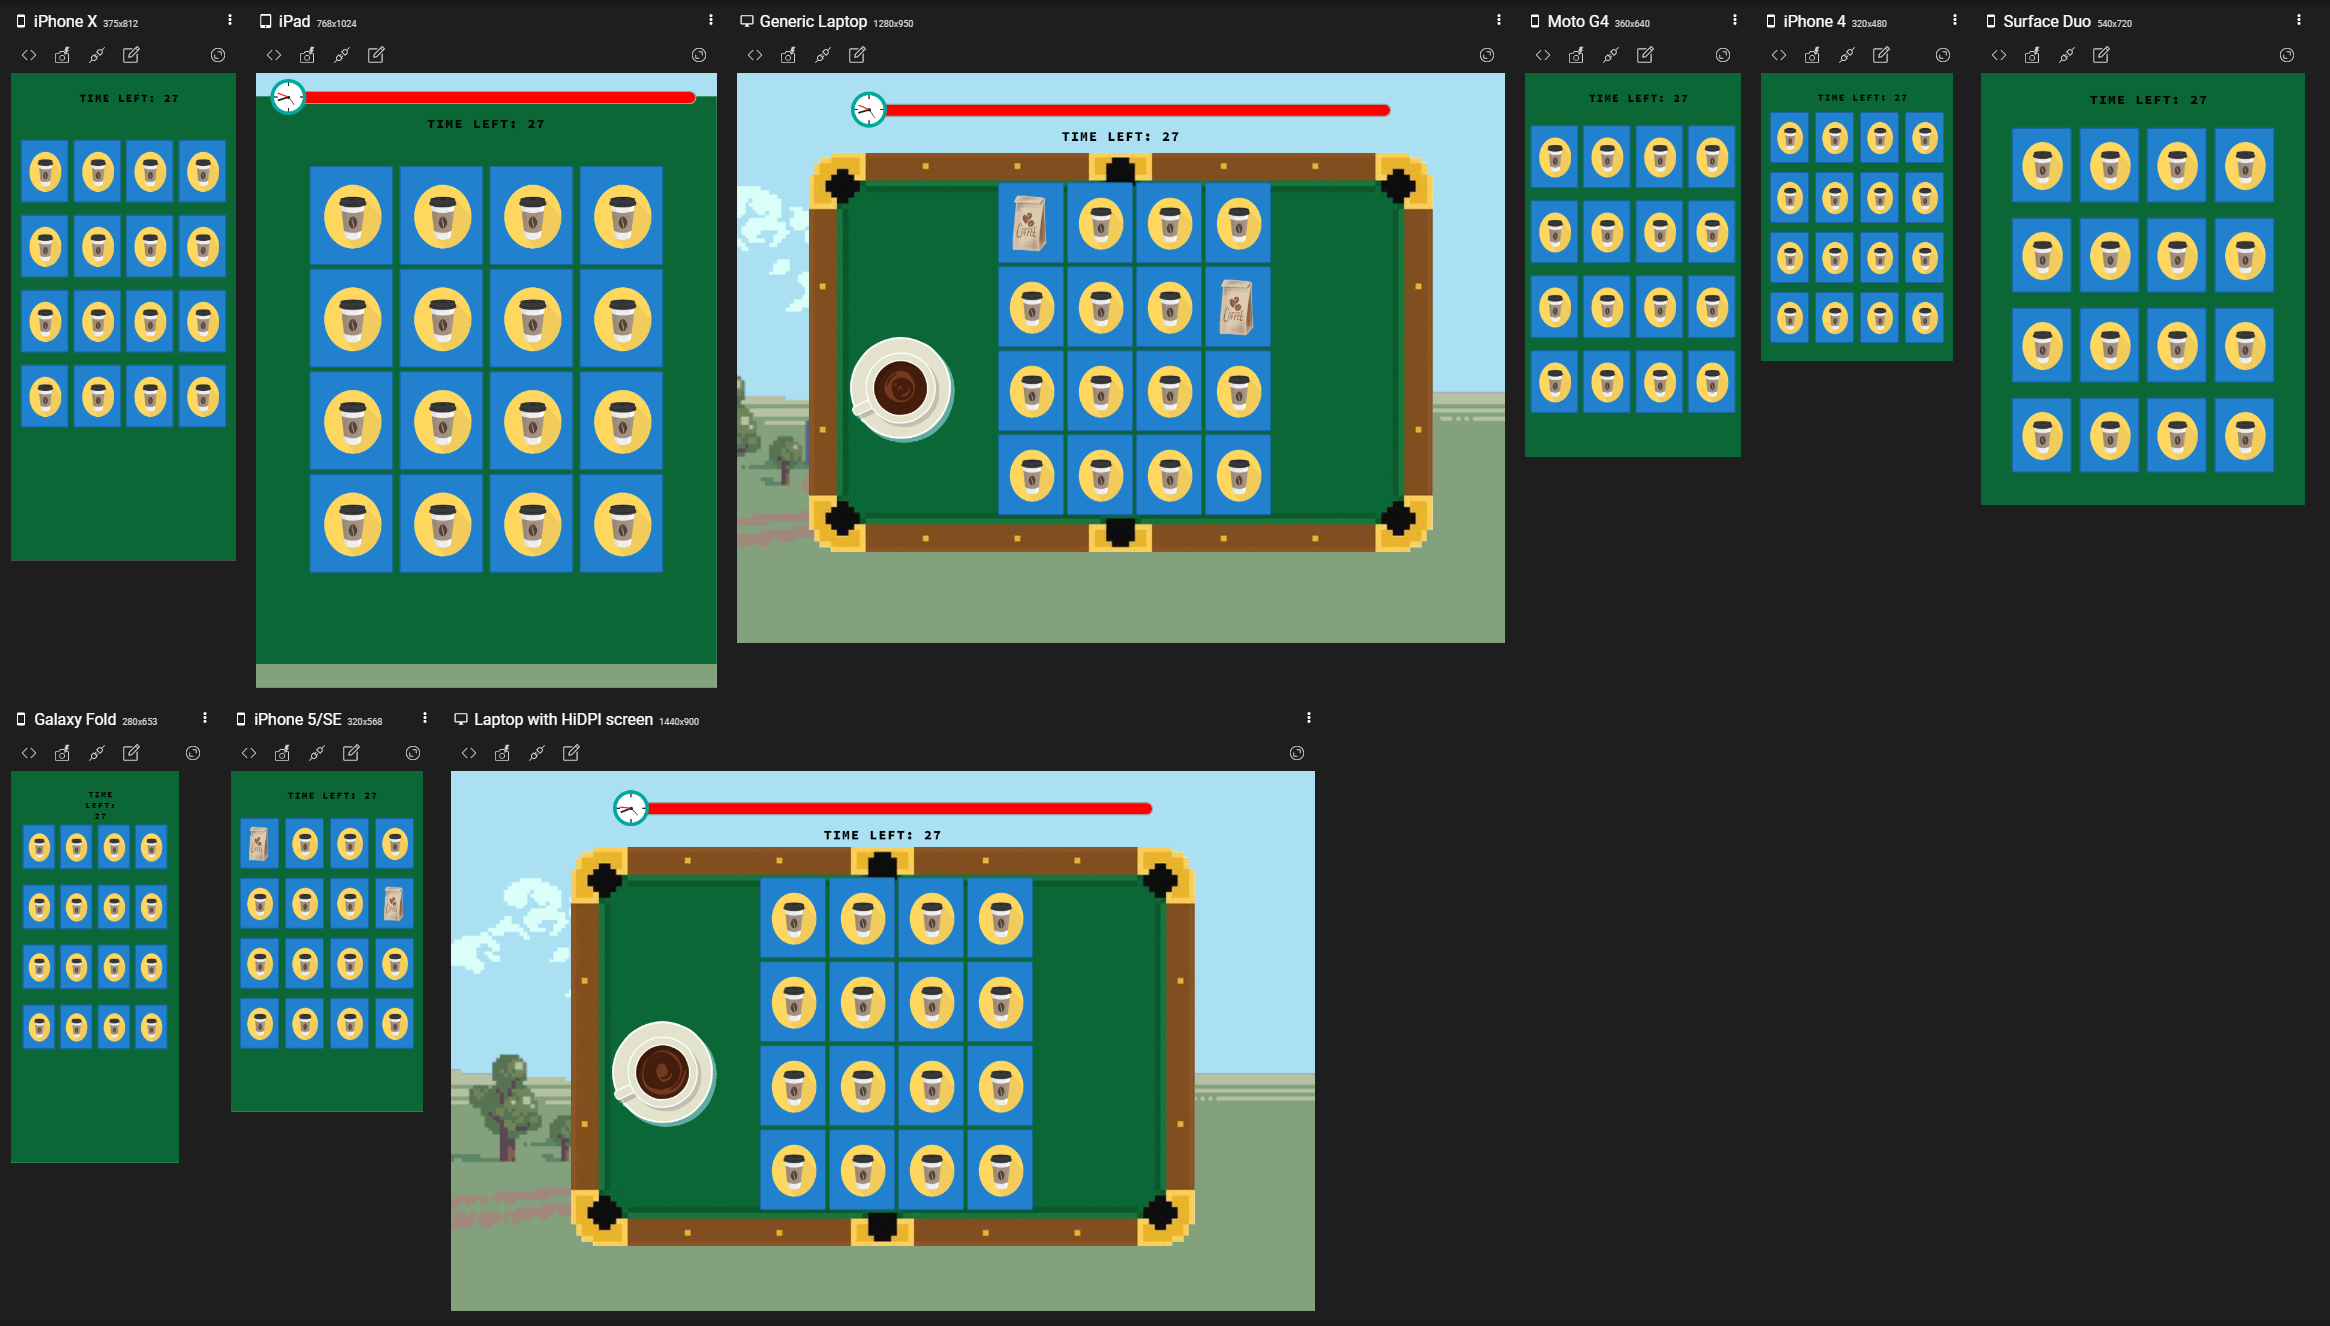 iPhone X 375x812
iPad 768x1024
Generic Laptop 1280x950
Moto G4 360x640
iPhone 4 320x480
Surface Duo 540x720
TIME LEFT: 27
TIME LEFT: 27
TIME LEFT: 27
TIME LEFT: 27
TIME LEFT: 27
TIME LEFT: 27
COFFEE
COFFEE
Galaxy Fold 280x653
iPhone 5/SE 320x568
Laptop with HiDPI screen 1440x900
TIME
LEFT:
27
TIME LEFT: 27
TIME LEFT: 27